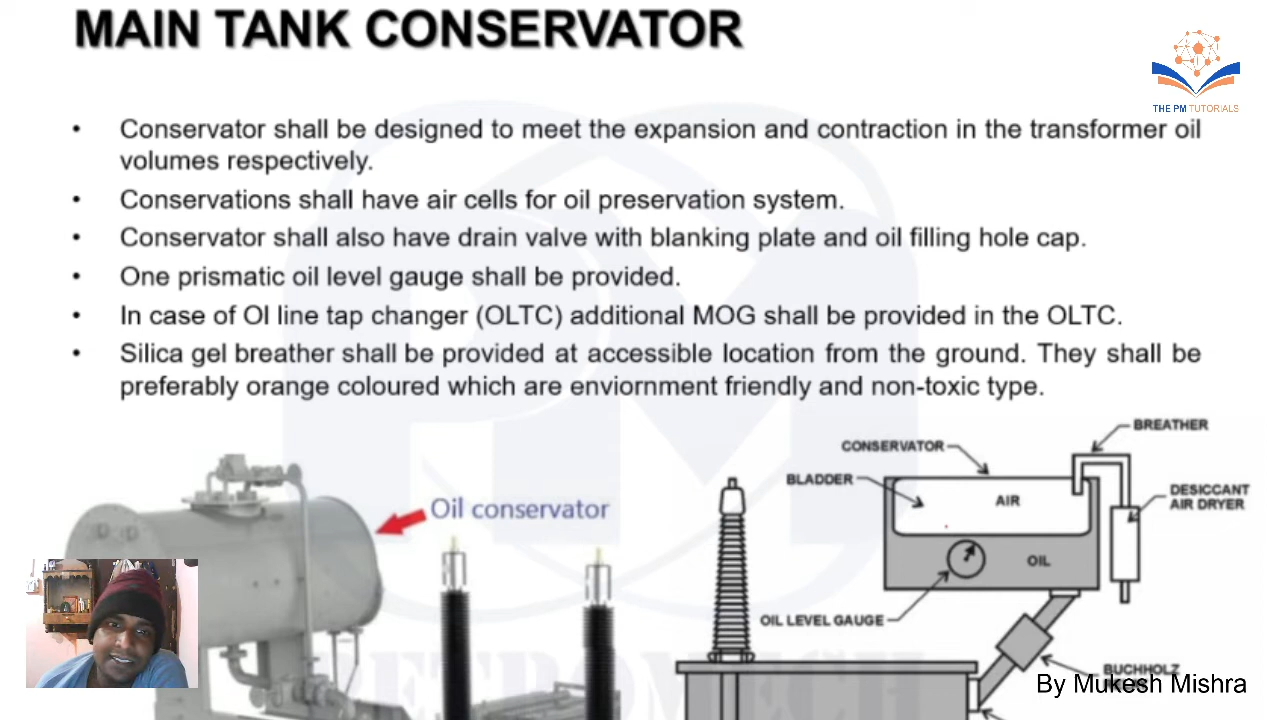 MAIN TANK CONSERVATOR
THE PM TUTORIALS
• Conservator shall be designed to meet the expansion and contraction in the transformer oil
volumes respectively.
• Conservations shall have air cells for oil preservation system.
• Conservator shall also have drain valve with blanking plate and oil filling hole cap.
• One prismatic oil level gauge shall be provided.
• In case of Ol line tap changer (OLTC) additional MOG shall be provided in the OLTC.
• Silica gel breather shall be provided at accessible location from the ground. They shall be
preferably orange coloured which are enviornment friendly and non-toxic type.
BREATHER
CONSERVATOR
BLADDER
AIR
DESICCANT
AIR DRYER
Oil conservator
OIL
OIL LEVEL GAUGE
BUCHHOLZ
By Mukesh Mishra
PETROMECH